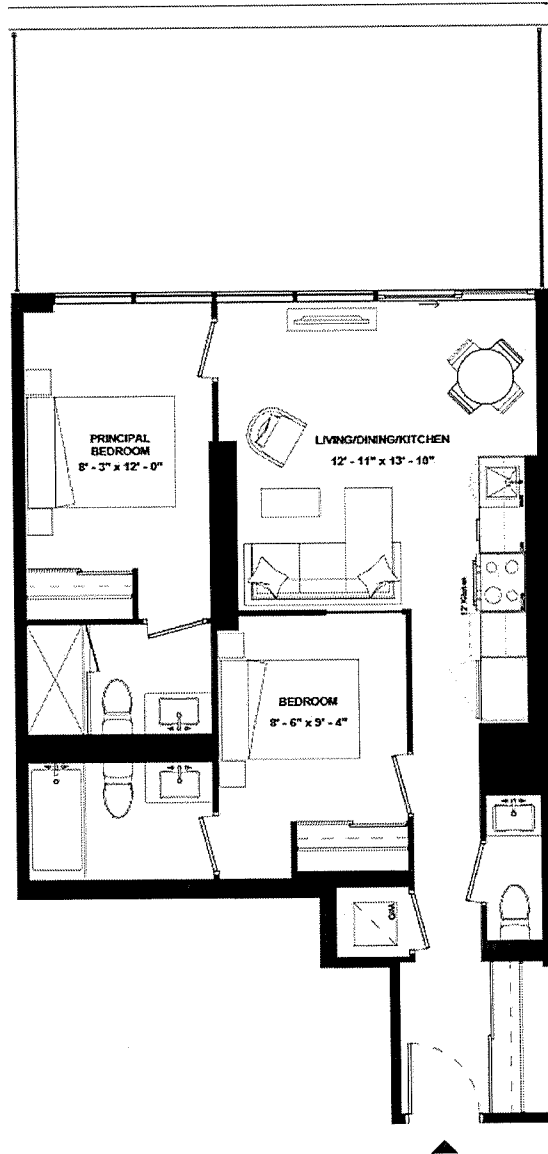 PRINCIPAL
BEDROOM
8' - 3" x 12' - 0"
LIVING/DINING/KITCHEN
12' - 11" x 13' - 10"
12' Kitchen
BEDROOM
8' - 6" x 9' - 4"
W/D